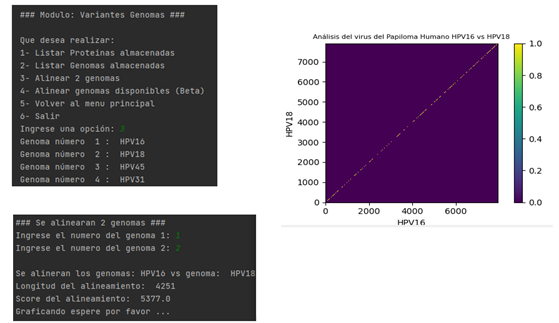 ### Modulo: Variantes Genomas ###
Que desea realizar:
1- Listar Proteinas almacenadas
2- Listar Genomas almacenadas
3- Alinear 2 genomas
4- Alinear genomas disponibles (Beta)
5- Volver al menu principal
6- Salir
Ingrese una opción: 3
Genoma número 1 : HPV16
Genoma número 2 : HPV18
Genoma número 3 : HPV45
Genoma número 4 : HPV31
### Se alinearan 2 genomas ###
Ingrese el numero del genoma 1: 1
Ingrese el numero del genoma 2: 2
Se alineran los genomas: HPV16 vs genoma: HPV18
Longitud del alineamiento: 4251
Score del alineamiento: 5377.0
Graficando espere por favor ...
Análisis del virus del Papiloma Humano HPV16 vs HPV18
7000
6000
5000
4000
3000
2000
1000
0
HPV18
0
2000
4000
6000
HPV16
1.0
0.8
0.6
0.4
0.2
0.0